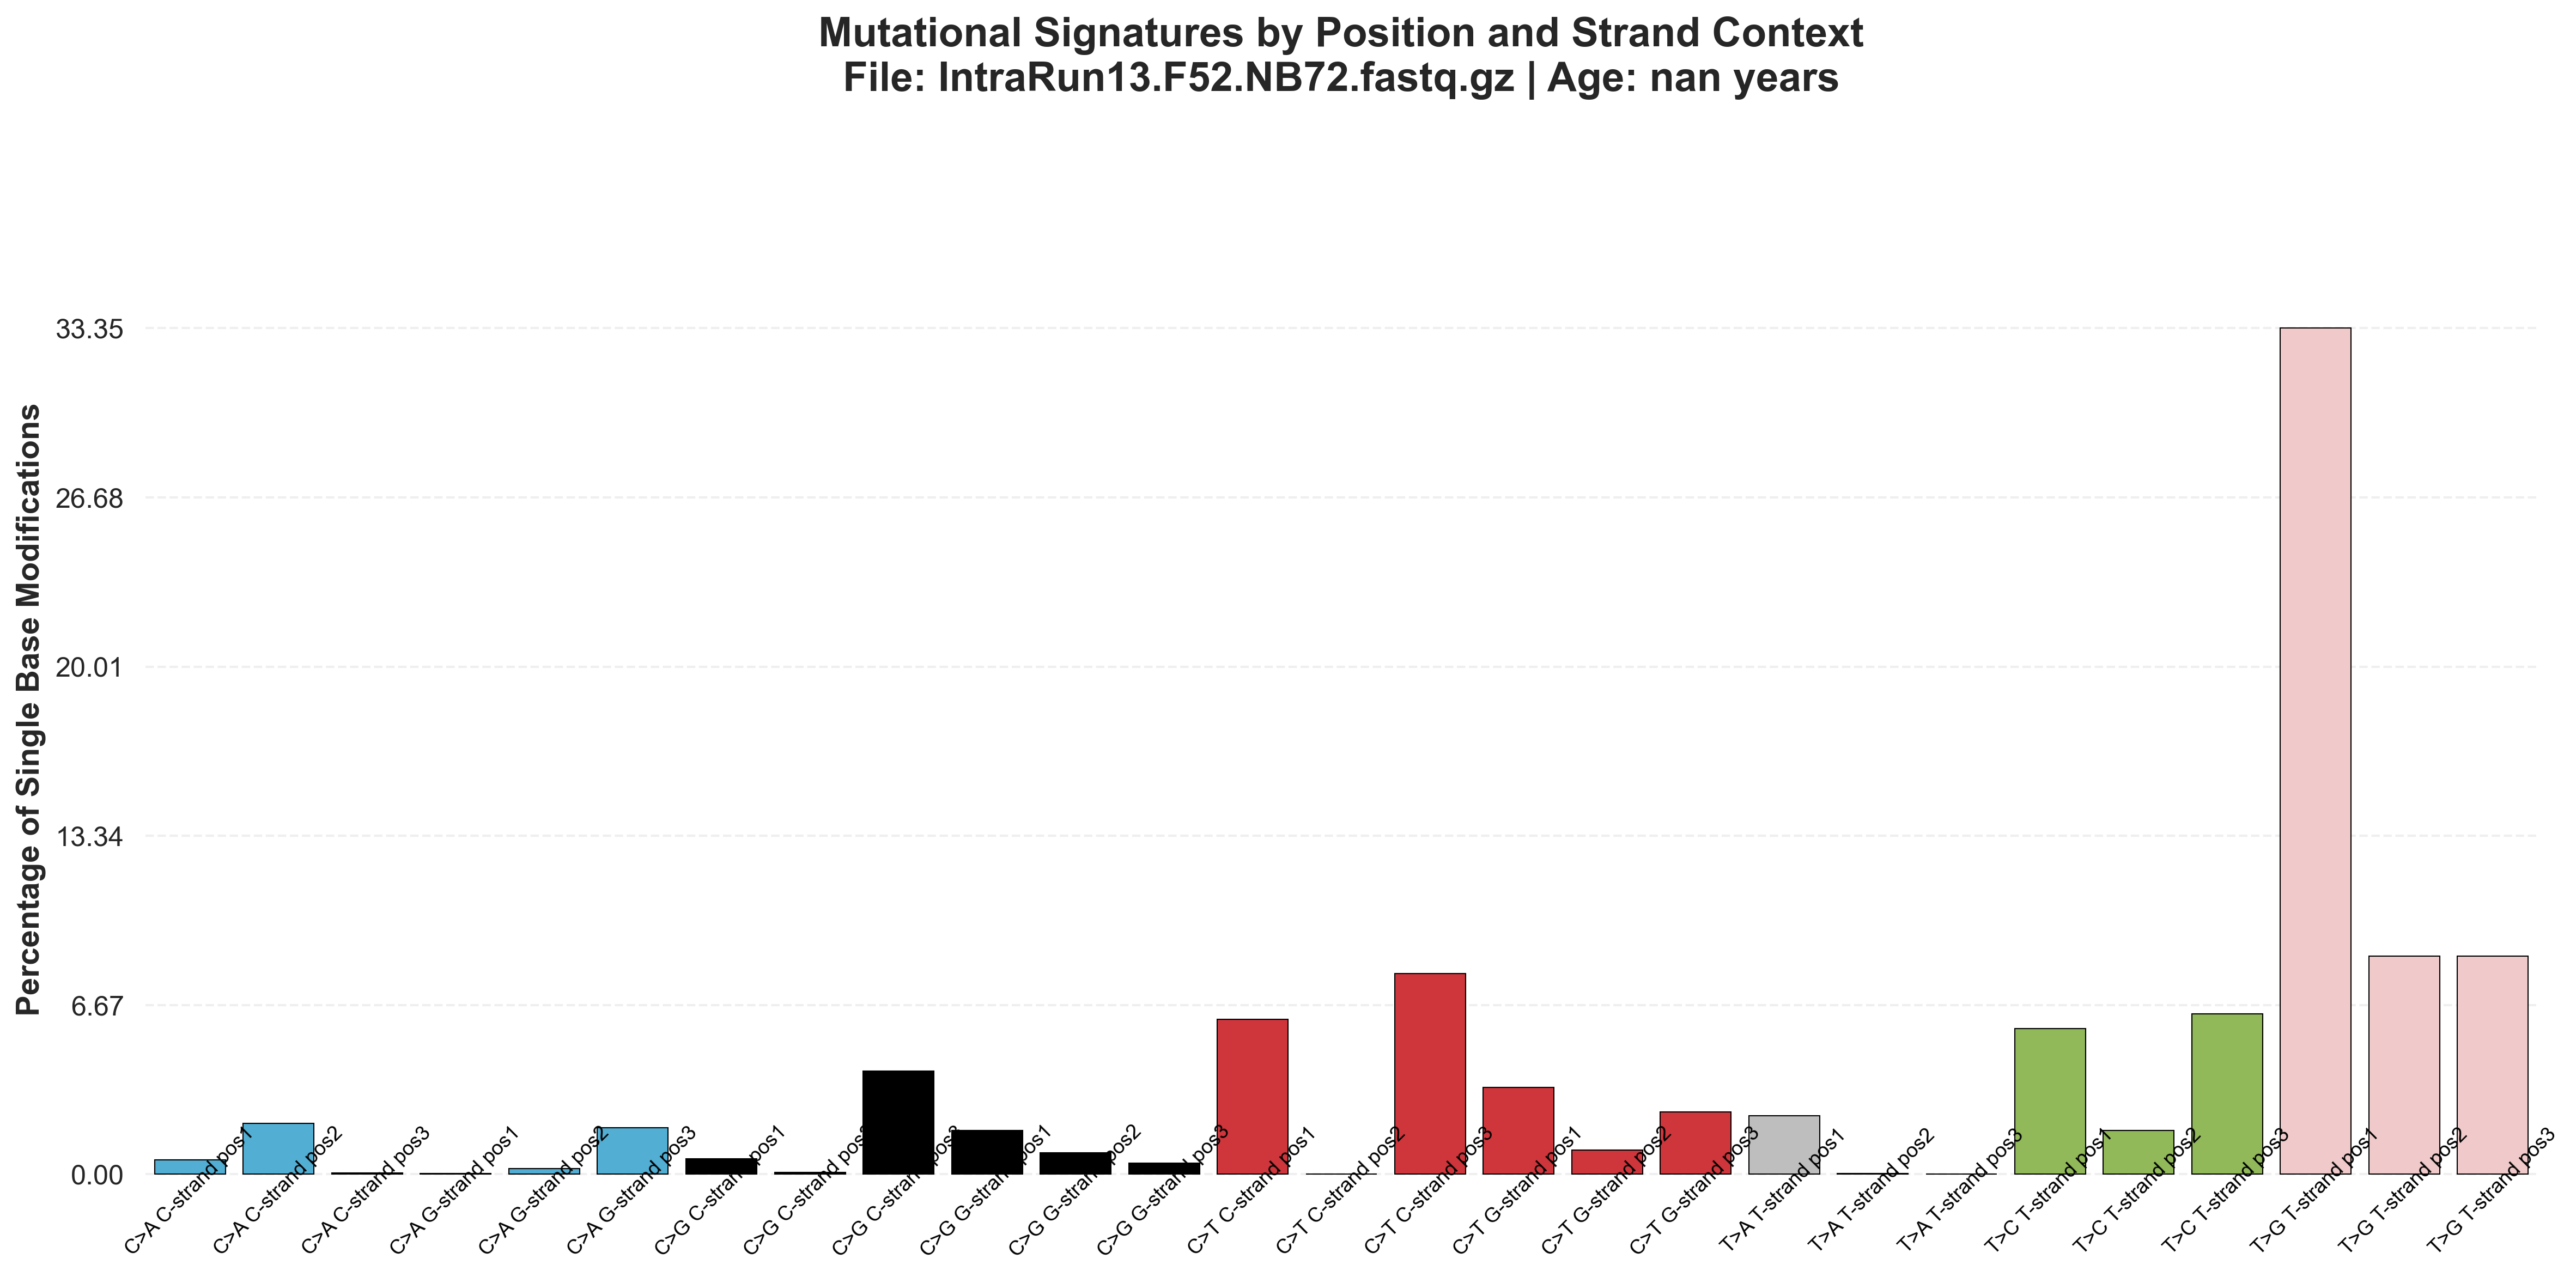 Mutational Signatures by Position and Strand Context
File: IntraRun13.F52.NB72.fastq.gz | Age: nan years
Percentage of Single Base Modifications
33.35
26.68
20.01
13.34
6.67
0.00
C>A C-strand pos1
C>A C-strand pos2
C>A C-strand pos3
C>A G-strand pos1
C>A G-strand pos2
C>A G-strand pos3
C>G C-strand pos1
C>G C-strand pos2
C>G C-strand pos3
C>G G-strand pos1
C>G G-strand pos2
C>G G-strand pos3
C>T C-strand pos1
C>T C-strand pos2
C>T C-strand pos3
C>T G-strand pos1
C>T G-strand pos2
C>T G-strand pos3
T>A T-strand pos1
T>A T-strand pos2
T>A T-strand pos3
T>C T-strand pos1
T>C T-strand pos2
T>C T-strand pos3
T>G T-strand pos1
T>G T-strand pos2
T>G T-strand pos3